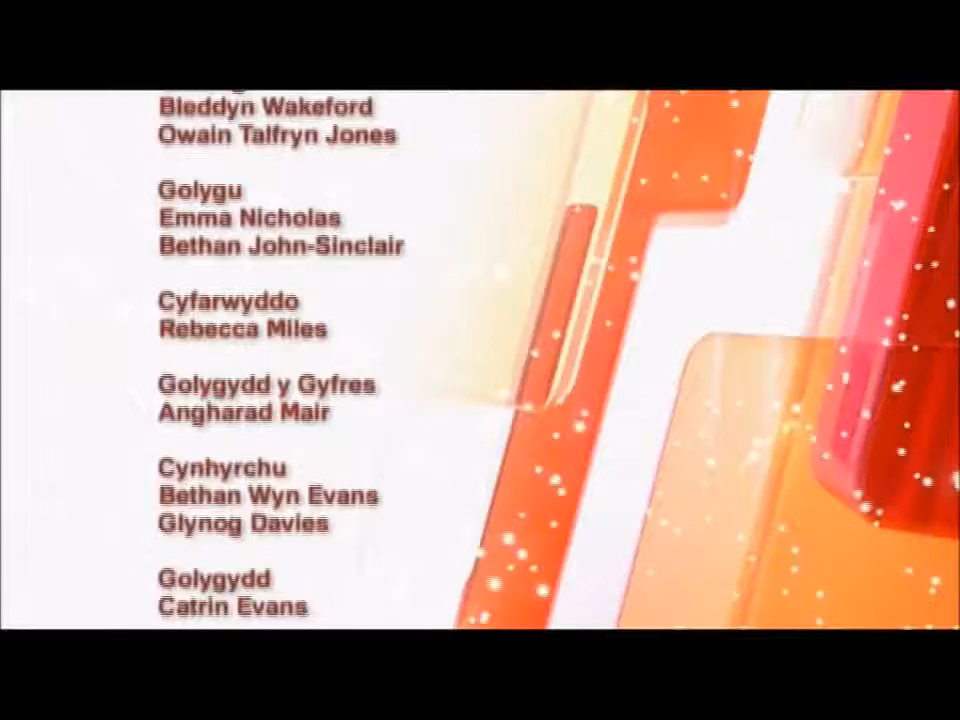 Bleddyn Wakeford
Owain Talfryn Jones
Golygu
Emma Nicholas
Bethan John-Sinclair
Cyfarwyddo
Rebecca Miles
Golygydd y Gyfres
Angharad Mair
Cynhyrchu
Bethan Wyn Evans
Glynog Davies
Golygydd
Catrin Evans